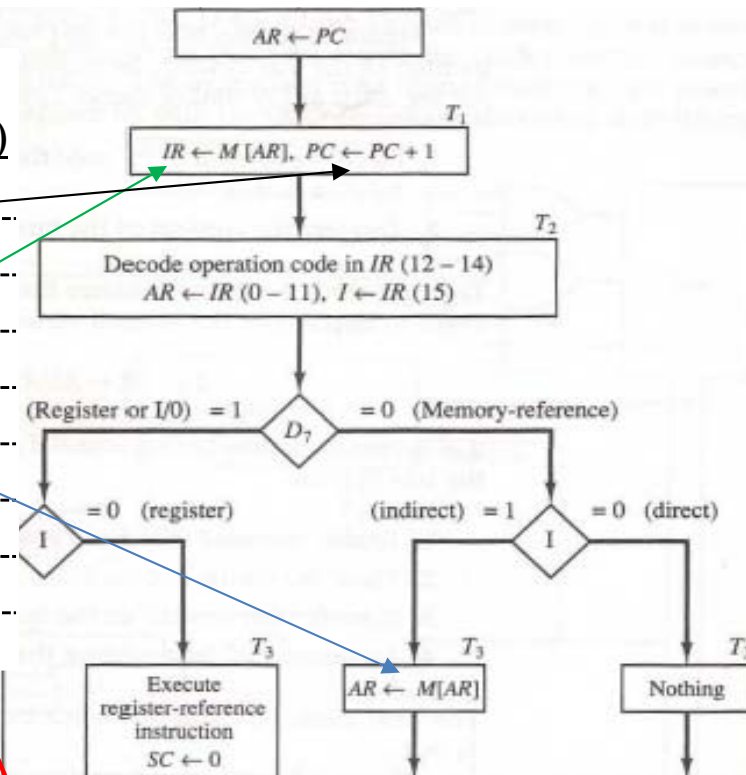 AR ← PC
)
T₁
IR ← M [AR], PC ← PC + 1
T₂
Decode operation code in IR (12 – 14)
AR ← IR (0 – 11), I ← IR (15)
(Register or I/0) = 1
= 0 (Memory-reference)
D₇
= 0 (register)
(indirect) = 1
= 0 (direct)
I
I
T₃
T₃
Execute
register-reference
instruction
SC ← 0
AR ← M[AR]
Nothing